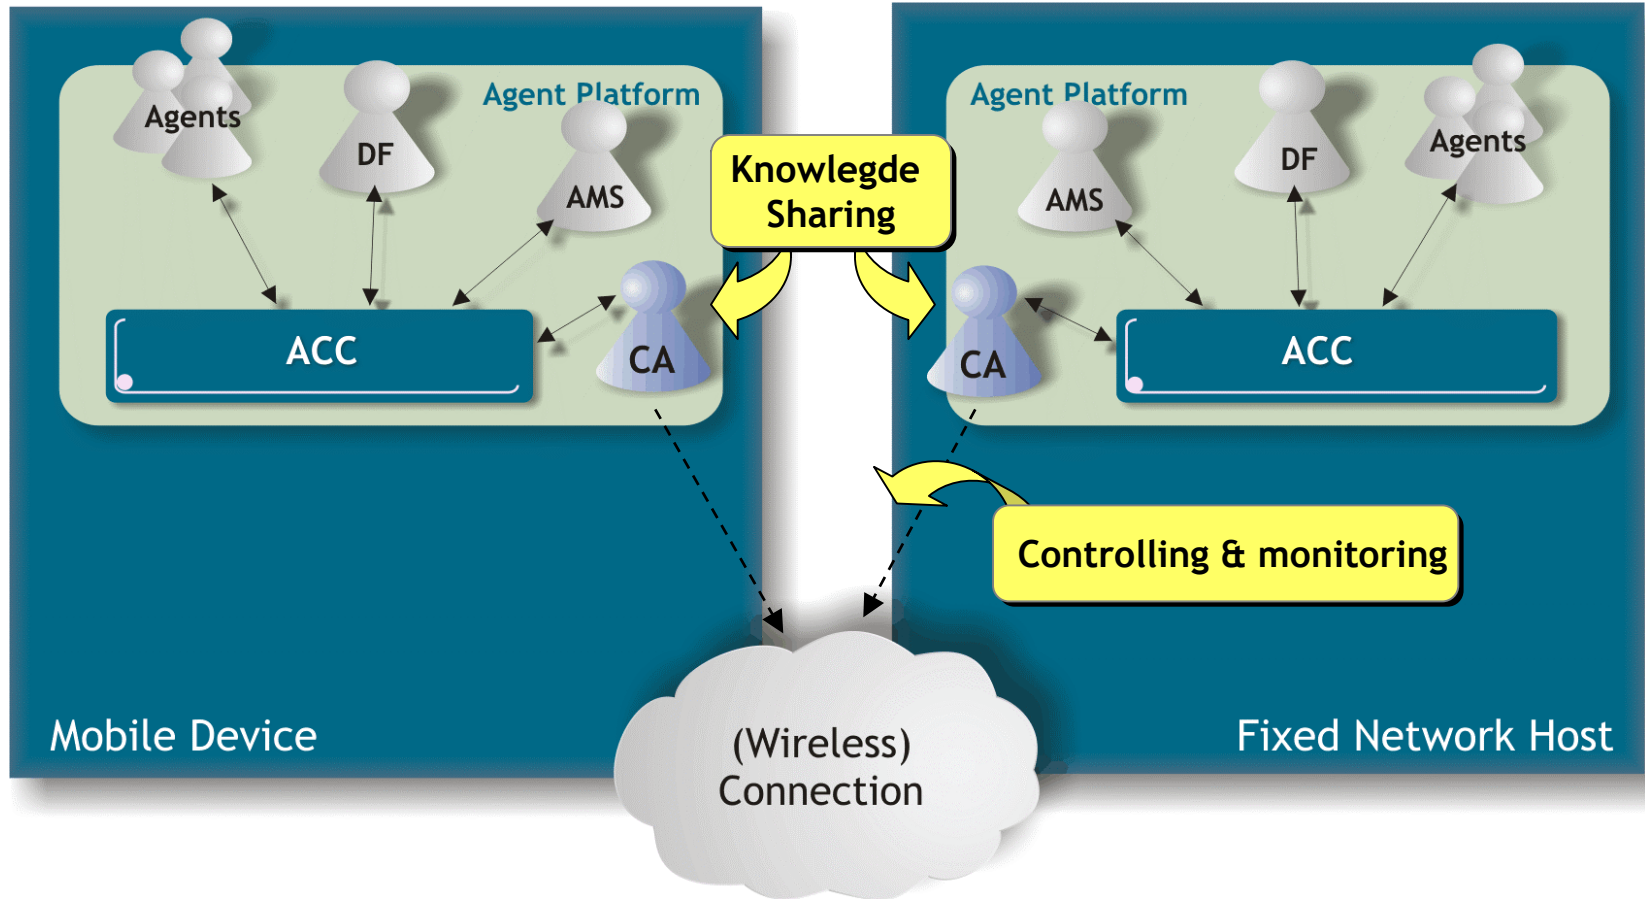 Agents
DF
Agent Platform
AMS
ACC
CA
Mobile Device
Knowlegde
Sharing
Agent Platform
AMS
DF
Agents
CA
ACC
Controlling & monitoring
Fixed Network Host
(Wireless)
Connection